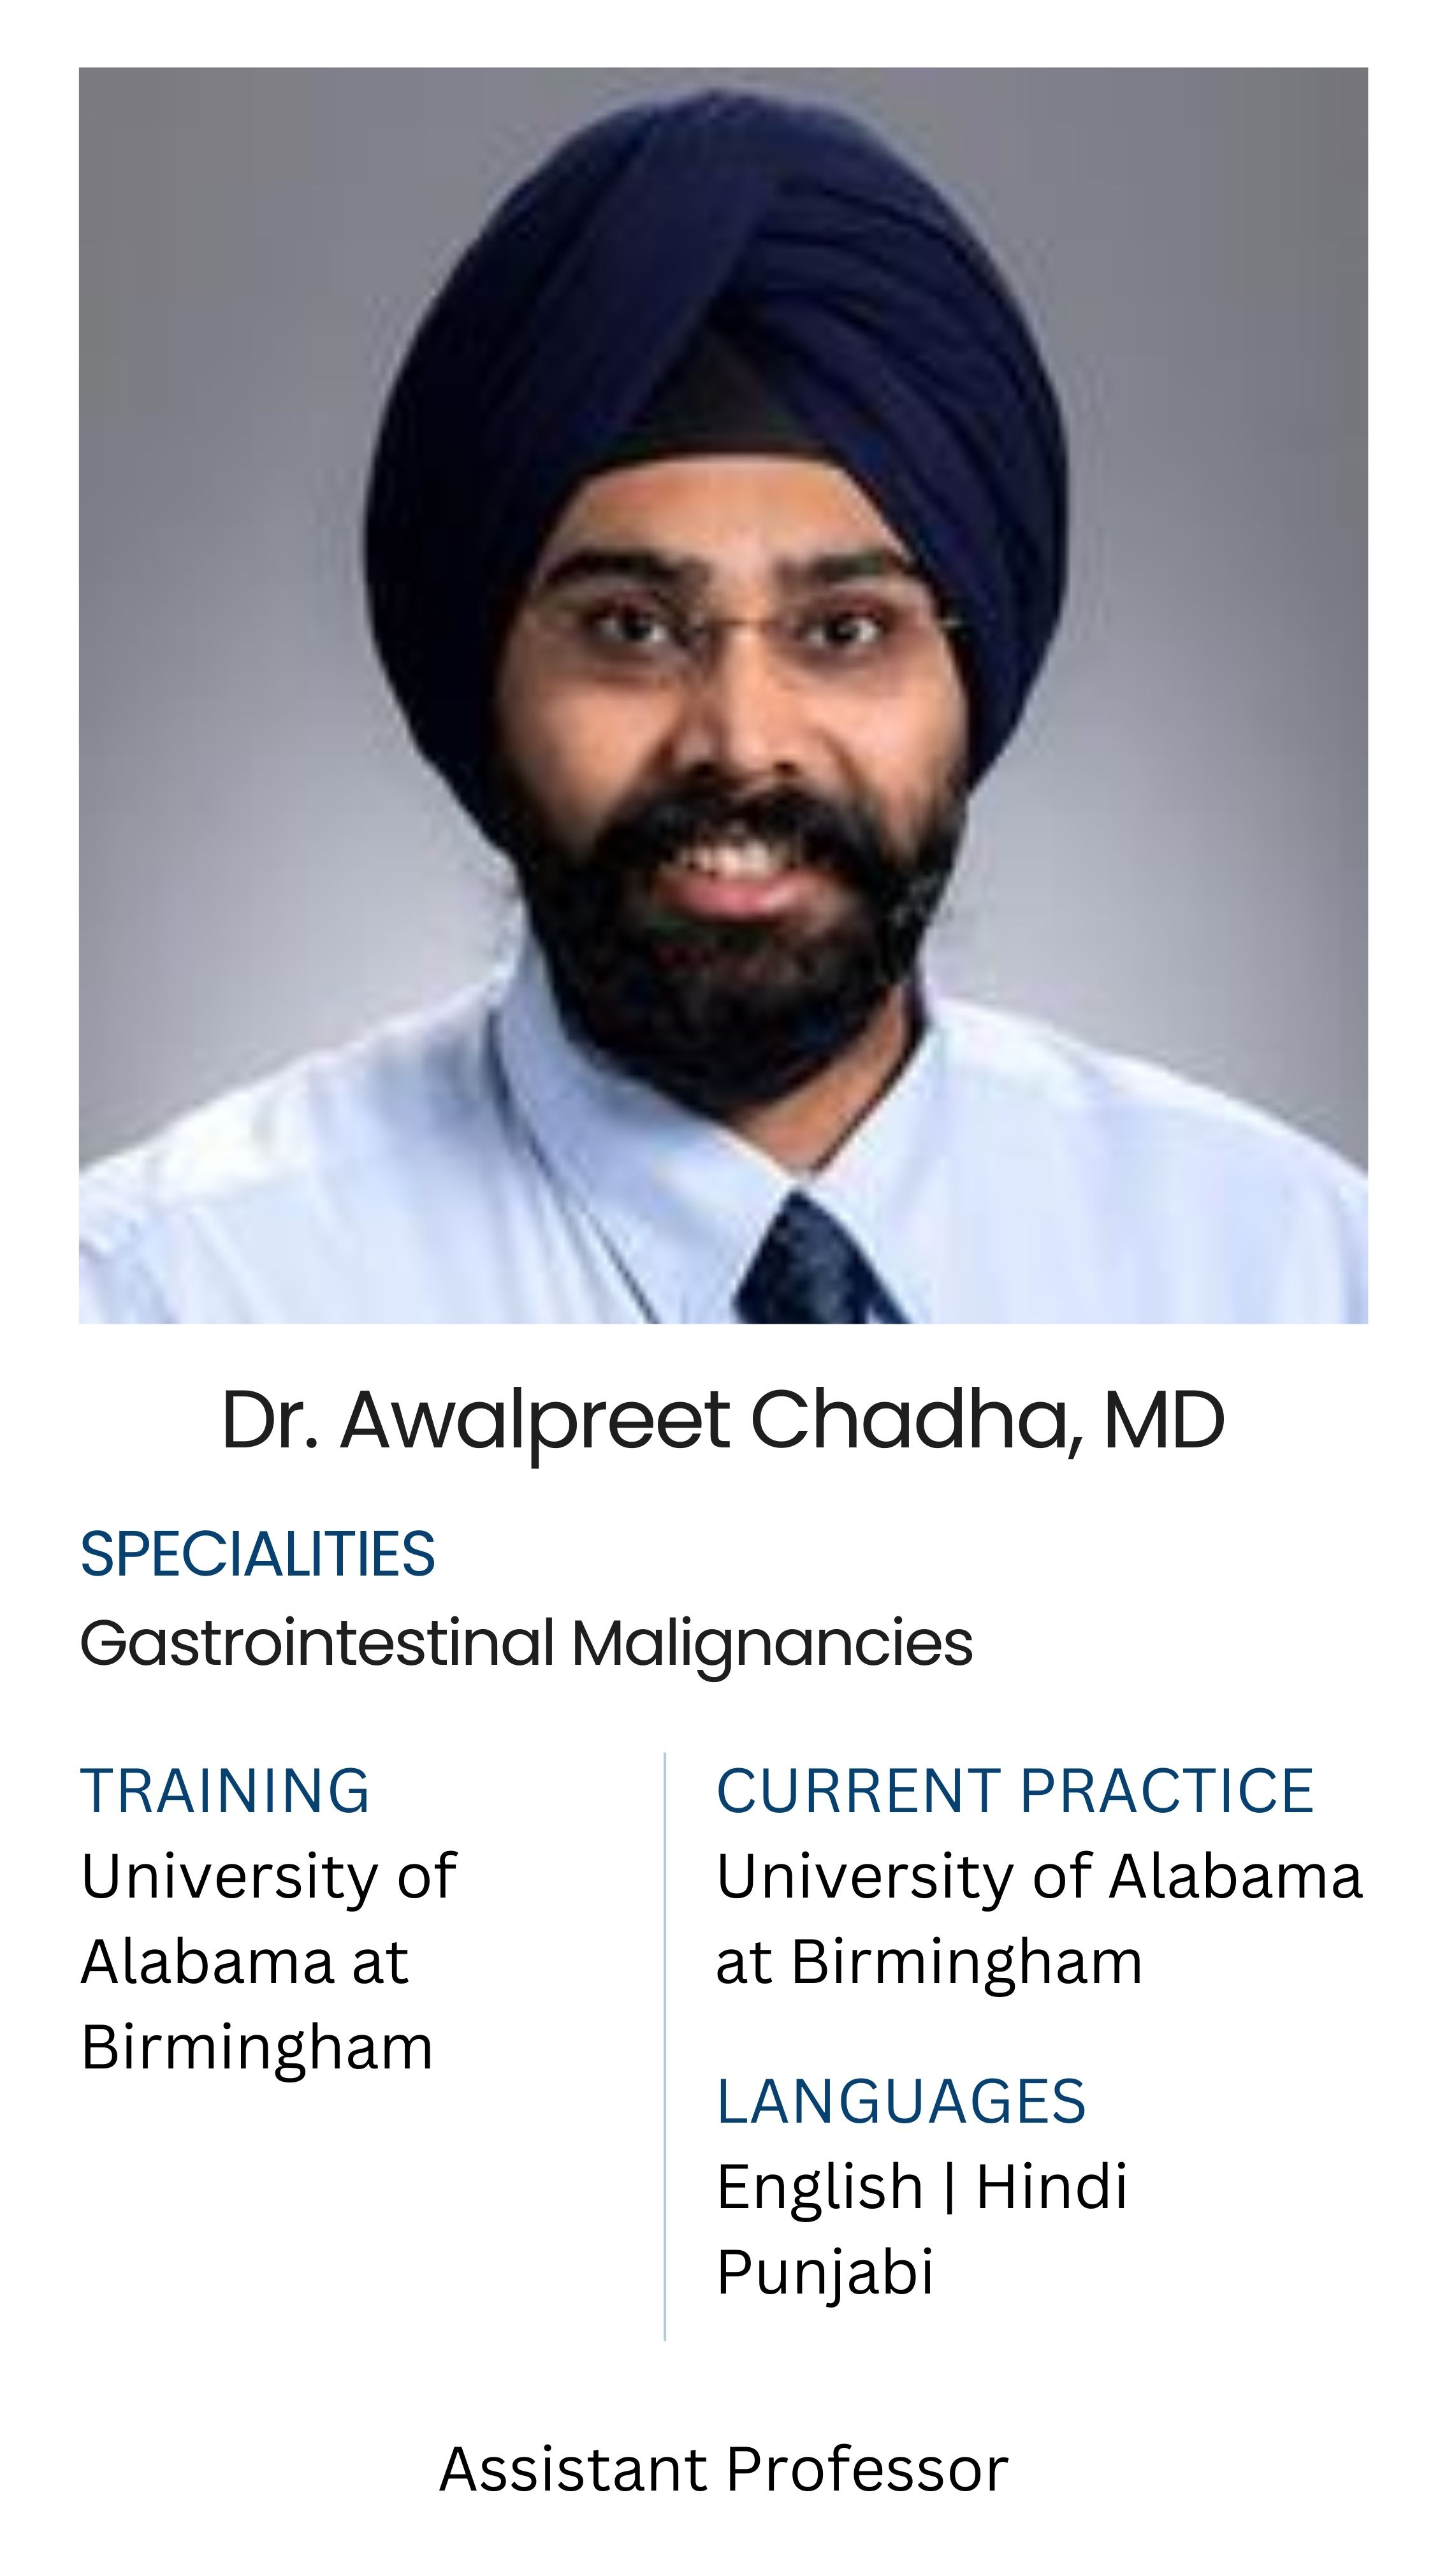 Dr. Awalpreet Chadha, MD
SPECIALITIES
Gastrointestinal Malignancies
TRAINING
University of
Alabama at
Birmingham
CURRENT PRACTICE
University of Alabama
at Birmingham
LANGUAGES
English | Hindi
Punjabi
Assistant Professor